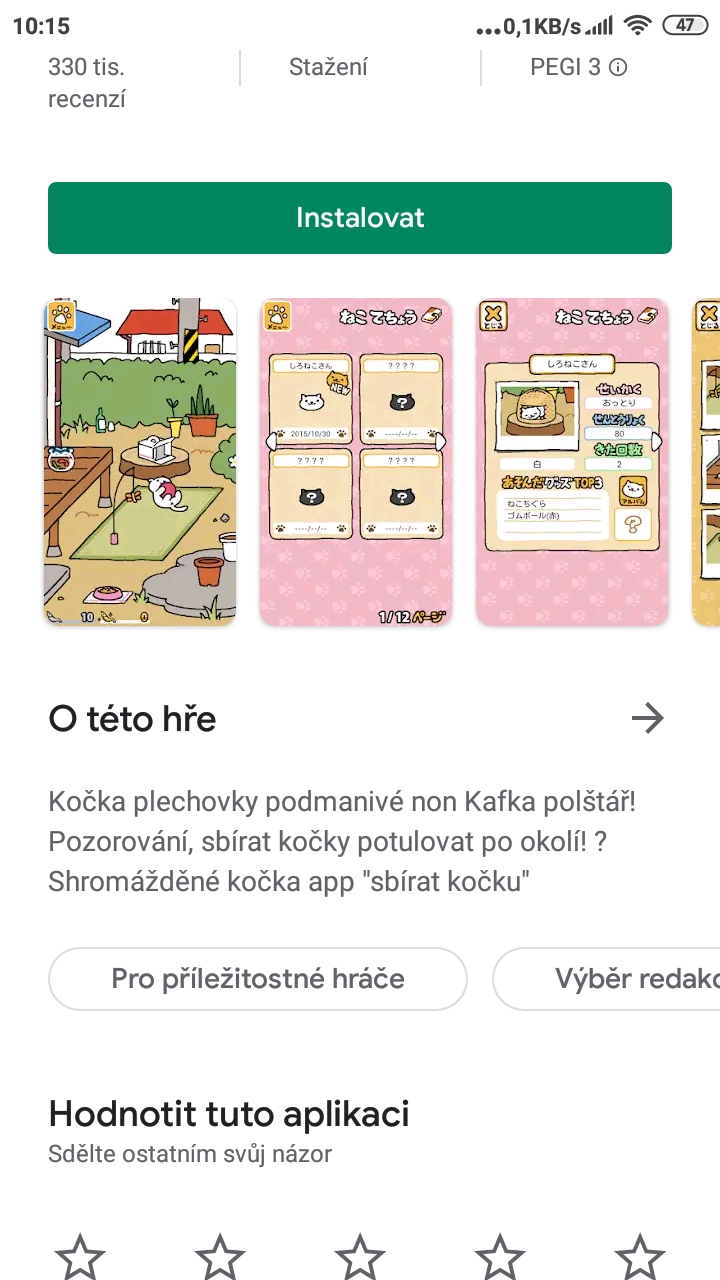 10:15
...0,1KB/s
47
330 tis.
recenzí
Stažení
PEGI 3
Instalovat
メニュー
10
0
メニュー
ねこ てちょう
しろねこさん
NEW
2015/10/30
????
----/--/--
????
----/--/--
????
----/--/--
1/12 ページ
とじる
ねこ てちょう
しろねこさん
せいかく
おっとり
せんとうりょく
80
きた回数
白
2
あそんだグッズTOP3
ねこちぐら
ゴムボール(赤)
アルバム
とじる
O této hře
Kočka plechovky podmanivé non Kafka polštář!
Pozorování, sbírat kočky potulovat po okolí! ?
Shromážděné kočka app "sbírat kočku"
Pro příležitostné hráče
Výběr redakc
Hodnotit tuto aplikaci
Sdělte ostatním svůj názor